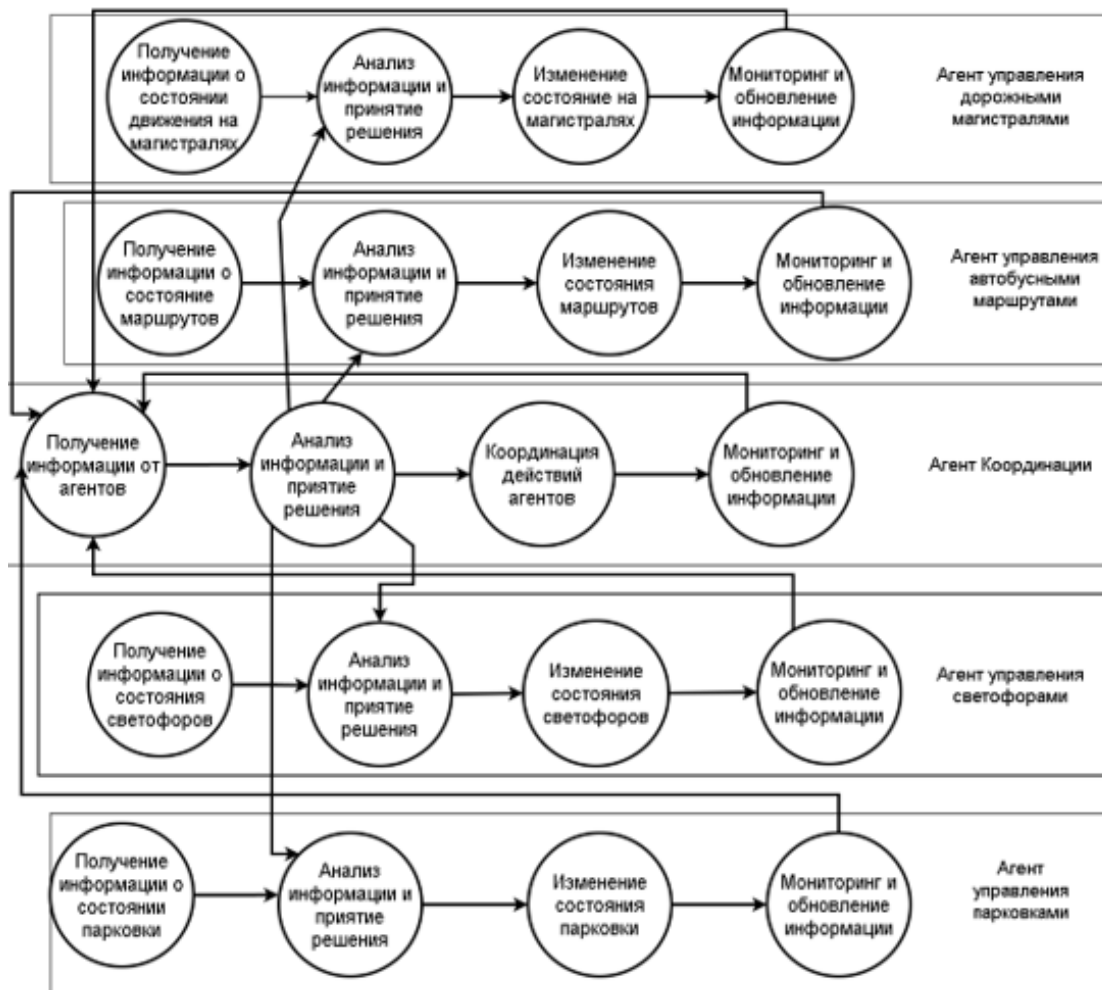 Получение
информации о
состоянии
движения на
магистралях
Анализ
информации и
принятие
решения
Изменение
состояние на
магистралях
Мониторинг и
обновление
информации
Агент управления
дорожными
магистралями
Получение
информации о
состояние
маршрутов
Анализ
информации и
принятие
решения
Изменение
состояния
маршрутов
Мониторинг и
обновление
информации
Агент управления
автобусными
маршрутами
Получение
информации от
агентов
Анализ
информации и
приятие
решения
Координация
действий
агентов
Мониторинг и
обновление
информации
Агент Координации
Получение
информации о
состояния
светофоров
Анализ
информации и
приятие
решения
Изменение
состояния
светофоров
Мониторинг и
обновление
информации
Агент управления
светофорами
Получение
информации о
состоянии
парковки
Анализ
информации и
приятие
решения
Изменение
состояния
парковки
Мониторинг и
обновление
информации
Агент
управления
парковками